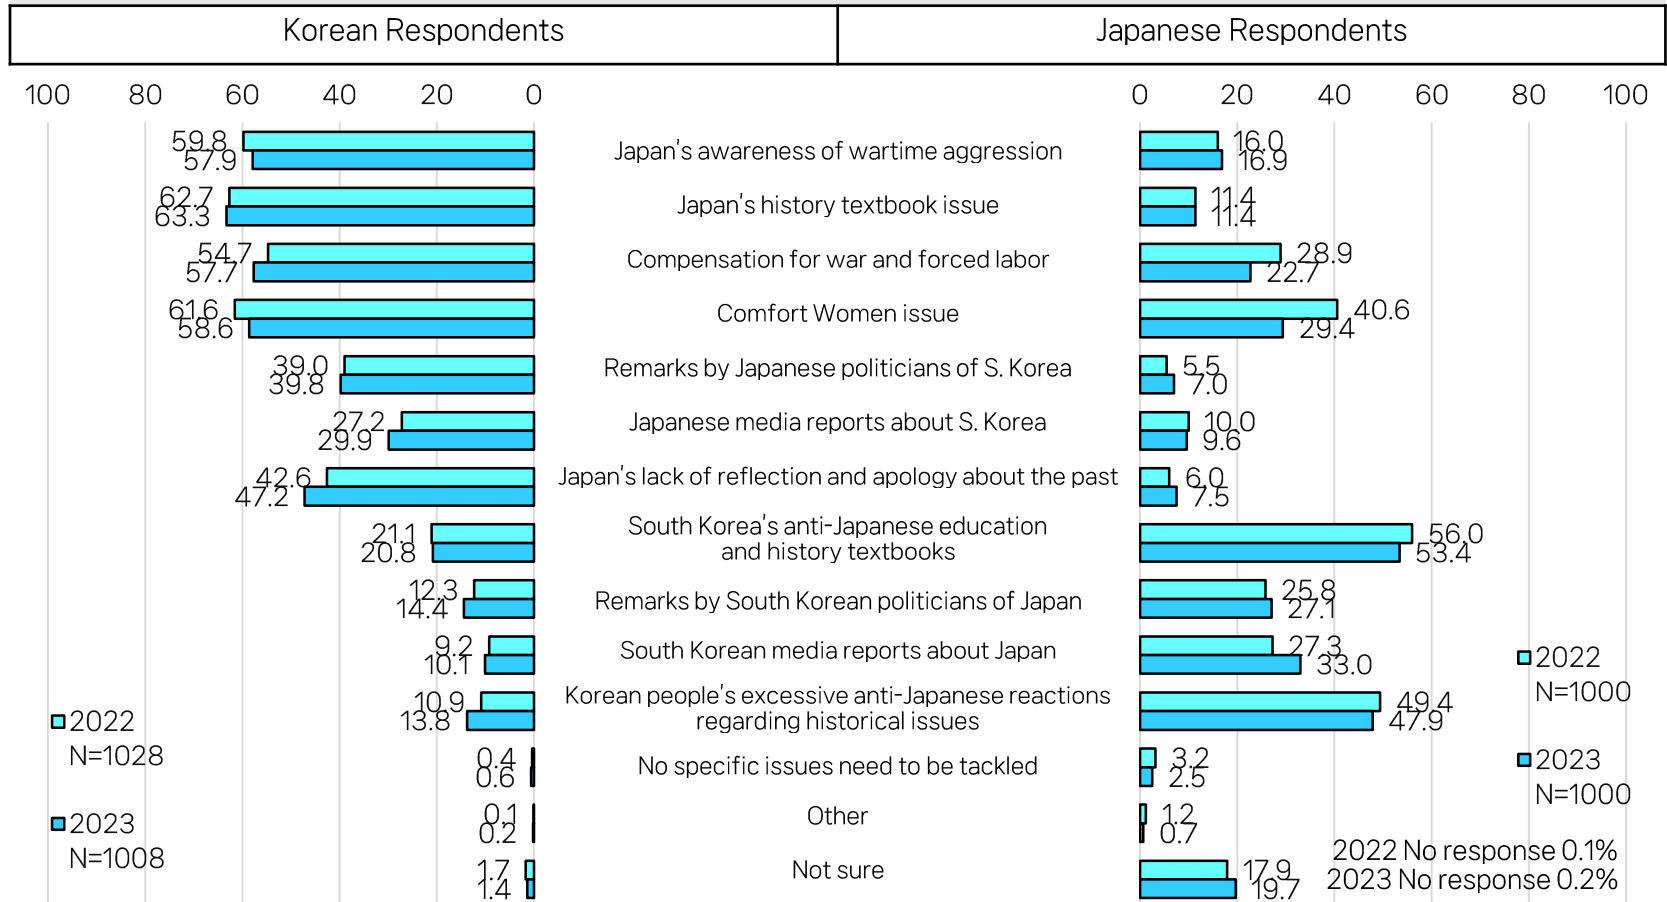 Korean Respondents Japanese Respondents
100 80 60 40 20 0 0 20 40 60 80 100
59.8 16.0
57.9 Japan's awareness of wartime aggression 16.9
62.7 11.4
63.3 Japan's history textbook issue 11.4
54.7 28.9
57.7 Compensation for war and forced labor 22.7
61.6 40.6
58.6 Comfort Women issue 29.4
39.0 5.5
39.8 Remarks by Japanese politicians of S. Korea 7.0
27.2 10.0
29.9 Japanese media reports about S. Korea 9.6
42.6 6.0
47.2 Japan's lack of reflection and apology about the past 7.5
21.1 South Korea's anti-Japanese education 56.0
20.8 and history textbooks 53.4
12.3 25.8
14.4 Remarks by South Korean politicians of Japan 27.1
9.2 27.3
10.1 South Korean media reports about Japan 33.0
10.9 Korean people's excessive anti-Japanese reactions 49.4
13.8 regarding historical issues 47.9
0.4 3.2
0.6 No specific issues need to be tackled 2.5
0.1 1.2
0.2 Other 0.7
1.7 17.9
1.4 Not sure 19.7
2022
N=1028
2023
N=1008
2022
N=1000
2023
N=1000
2022 No response 0.1%
2023 No response 0.2%